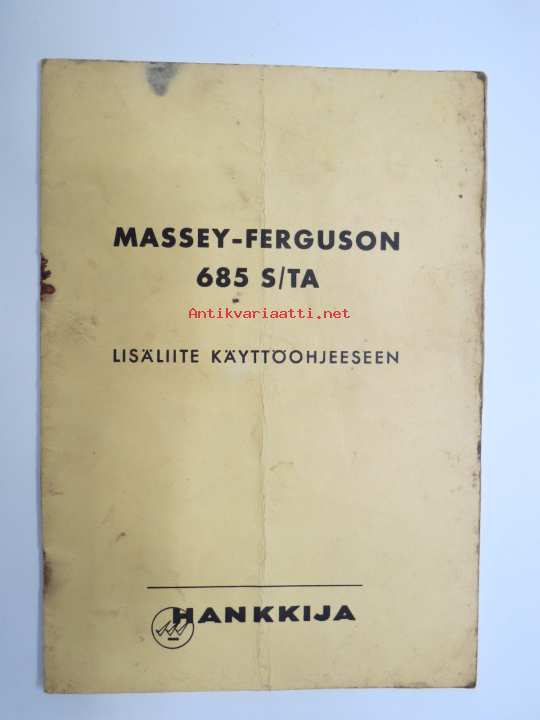 MASSEY-FERGUSON
685 S/TA
Antikvariaatti.net
LISÄLIITE KÄYTTÖOHJEESEEN
HANKKIJA